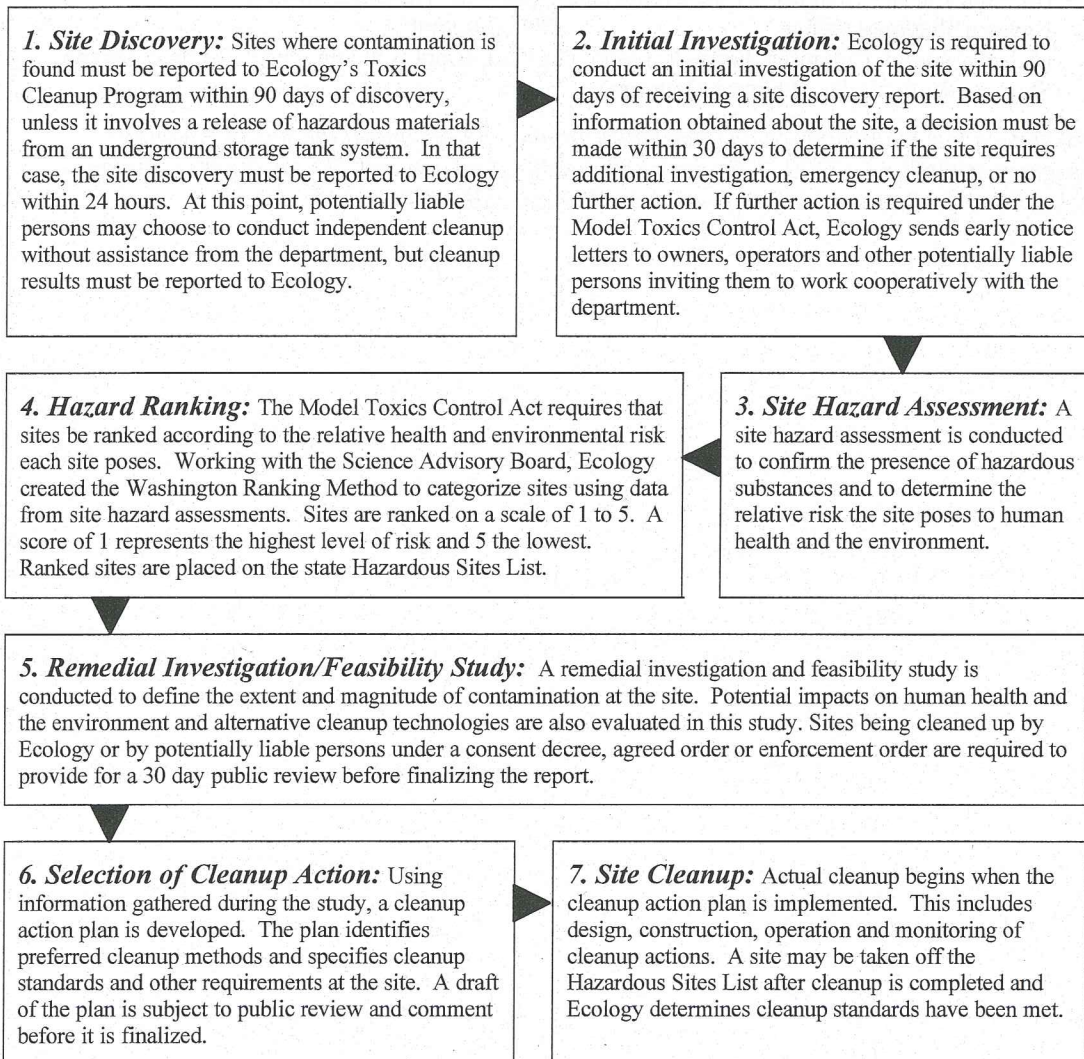 1. Site Discovery: Sites where contamination is
found must be reported to Ecology's Toxics
Cleanup Program within 90 days of discovery,
unless it involves a release of hazardous materials
from an underground storage tank system. In that
case, the site discovery must be reported to Ecology
within 24 hours. At this point, potentially liable
persons may choose to conduct independent cleanup
without assistance from the department, but cleanup
results must be reported to Ecology.
2. Initial Investigation: Ecology is required to
conduct an initial investigation of the site within 90
days of receiving a site discovery report. Based on
information obtained about the site, a decision must be
made within 30 days to determine if the site requires
additional investigation, emergency cleanup, or no
further action. If further action is required under the
Model Toxics Control Act, Ecology sends early notice
letters to owners, operators and other potentially liable
persons inviting them to work cooperatively with the
department.
3. Site Hazard Assessment: A
site hazard assessment is conducted
to confirm the presence of hazardous
substances and to determine the
relative risk the site poses to human
health and the environment.
4. Hazard Ranking: The Model Toxics Control Act requires that
sites be ranked according to the relative health and environmental risk
each site poses. Working with the Science Advisory Board, Ecology
created the Washington Ranking Method to categorize sites using data
from site hazard assessments. Sites are ranked on a scale of 1 to 5. A
score of 1 represents the highest level of risk and 5 the lowest.
Ranked sites are placed on the state Hazardous Sites List.
5. Remedial Investigation/Feasibility Study: A remedial investigation and feasibility study is
conducted to define the extent and magnitude of contamination at the site. Potential impacts on human health and
the environment and alternative cleanup technologies are also evaluated in this study. Sites being cleaned up by
Ecology or by potentially liable persons under a consent decree, agreed order or enforcement order are required to
provide for a 30 day public review before finalizing the report.
6. Selection of Cleanup Action: Using
information gathered during the study, a cleanup
action plan is developed. The plan identifies
preferred cleanup methods and specifies cleanup
standards and other requirements at the site. A draft
of the plan is subject to public review and comment
before it is finalized.
7. Site Cleanup: Actual cleanup begins when the
cleanup action plan is implemented. This includes
design, construction, operation and monitoring of
cleanup actions. A site may be taken off the
Hazardous Sites List after cleanup is completed and
Ecology determines cleanup standards have been met.